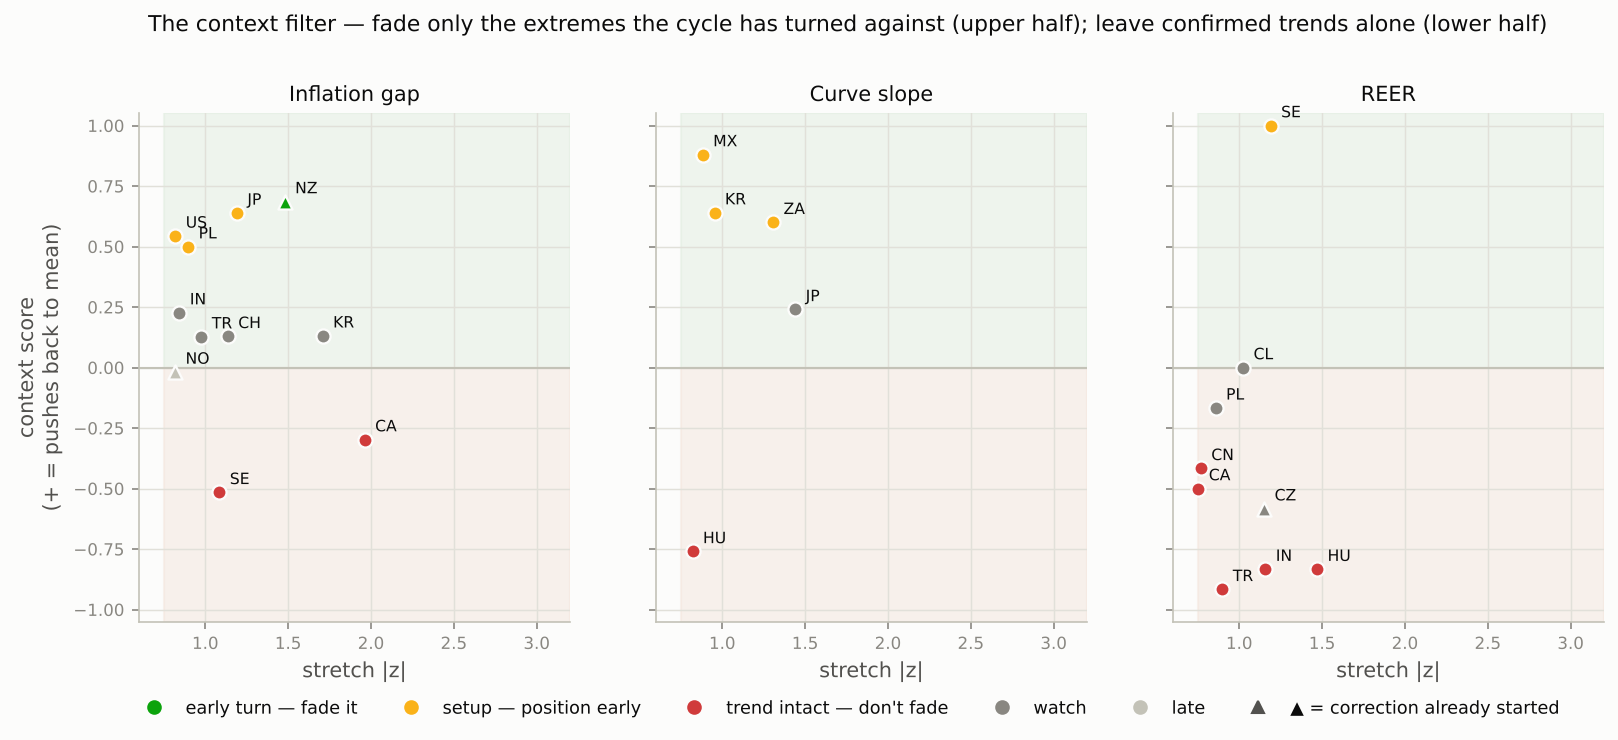 The context filter — fade only the extremes the cycle has turned against (upper half); leave confirmed trends alone (lower half)
Inflation gap
Curve slope
REER
context score
(+ = pushes back to mean)
1.00
0.75
0.50
0.25
0.00
−0.25
−0.50
−0.75
−1.00
NZ
JP
US
PL
IN
TR
CH
KR
NO
CA
SE
1.0
1.5
2.0
2.5
3.0
stretch |z|
MX
KR
ZA
JP
HU
1.0
1.5
2.0
2.5
3.0
stretch |z|
SE
CL
PL
CN
CA
CZ
IN
HU
TR
1.0
1.5
2.0
2.5
3.0
stretch |z|
early turn — fade it
setup — position early
trend intact — don't fade
watch
late
▲ = correction already started